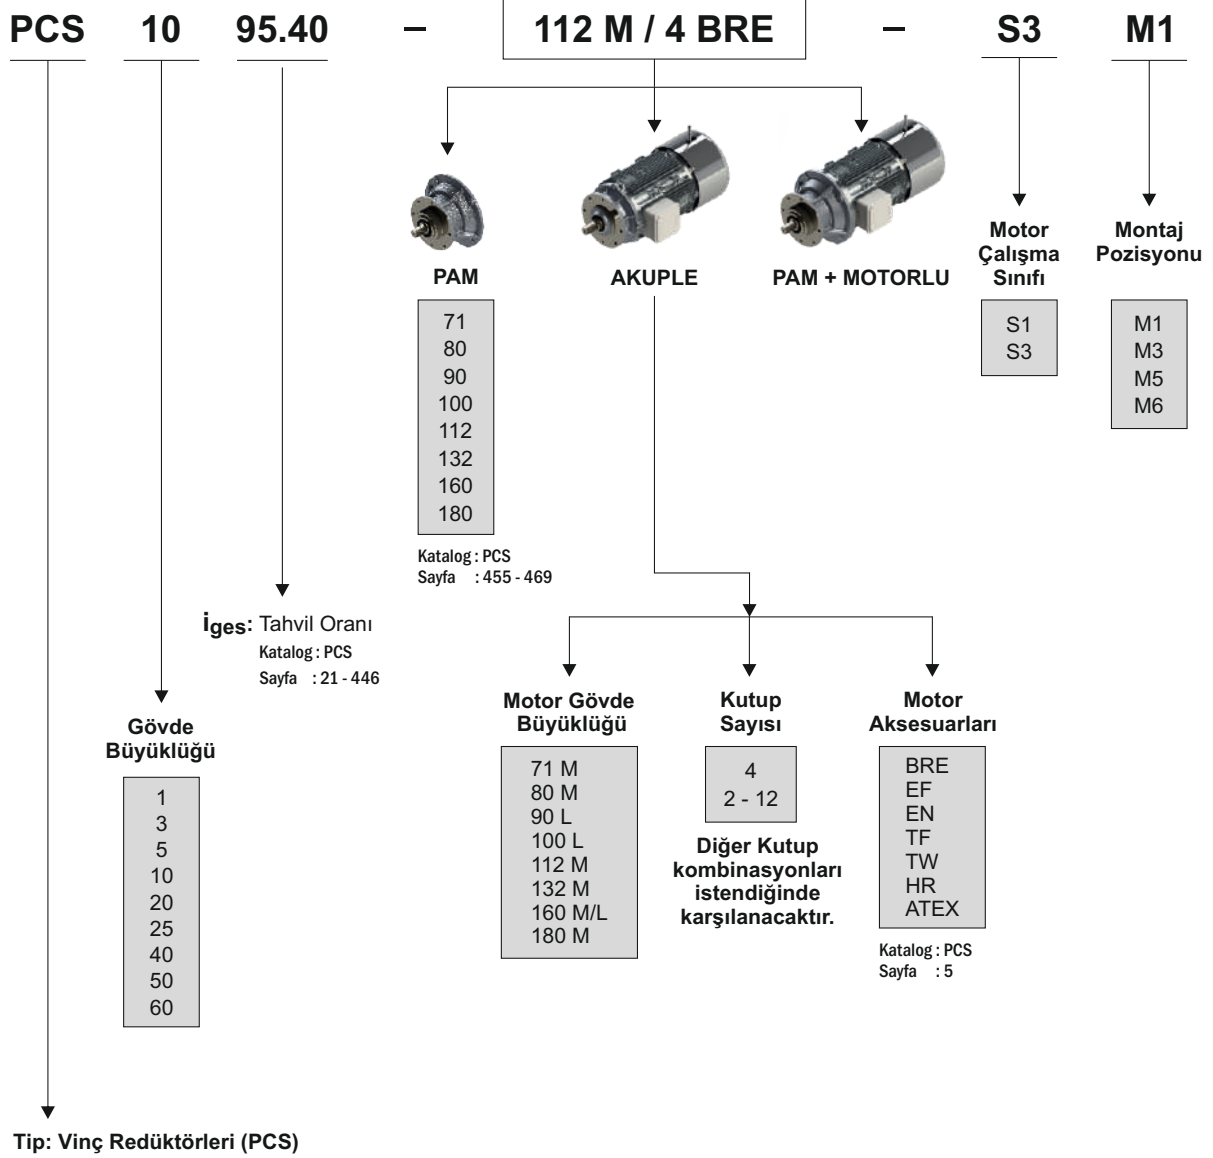 PCS 10 95.40 – 112 M / 4 BRE – S3 M1
PAM
71
80
90
100
112
132
160
180
Katalog : PCS
Sayfa : 455 - 469
AKUPLE
PAM + MOTORLU
Motor
Çalışma
Sınıfı
S1
S3
Montaj
Pozisyonu
M1
M3
M5
M6
İges: Tahvil Oranı
Katalog : PCS
Sayfa : 21 - 446
Gövde
Büyüklüğü
1
3
5
10
20
25
40
50
60
Motor Gövde
Büyüklüğü
71 M
80 M
90 L
100 L
112 M
132 M
160 M/L
180 M
Kutup
Sayısı
4
2 - 12
Diğer Kutup
kombinasyonları
istendiğinde
karşılanacaktır.
Motor
Aksesuarları
BRE
EF
EN
TF
TW
HR
ATEX
Katalog : PCS
Sayfa : 5
Tip: Vinç Redüktörleri (PCS)